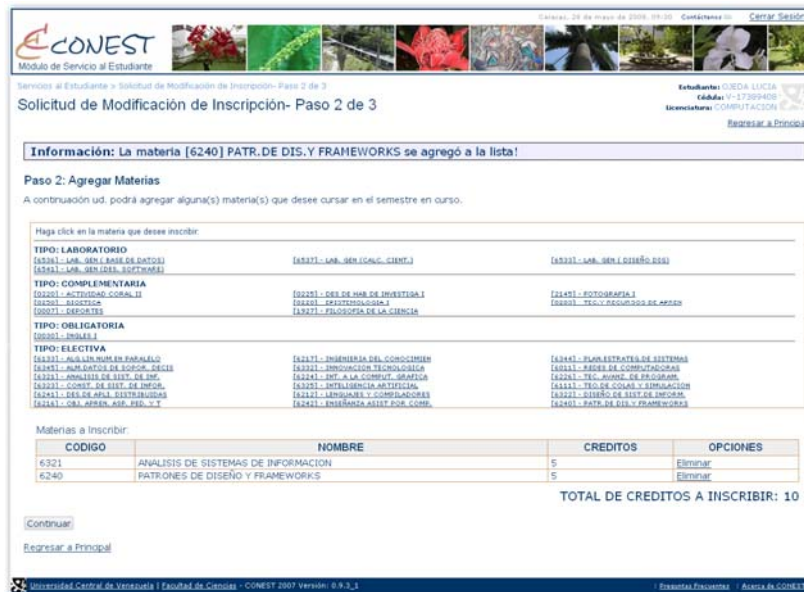 Caracas, 28 de mayo de 2008, 09:30 Contáctenos Cerrar Sesión
CONEST
Módulo de Servicio al Estudiante
Servicios al Estudiante > Solicitud de Modificación de Inscripción- Paso 2 de 3
Estudiante: OJEDA LUCIA
Cédula: V-17399408
Licenciatura: COMPUTACION
Solicitud de Modificación de Inscripción- Paso 2 de 3
Regresar a Principal
Información: La materia [6240] PATR.DE DIS.Y FRAMEWORKS se agregó a la lista!
Paso 2: Agregar Materias
A continuación ud. podrá agregar alguna(s) materia(s) que desee cursar en el semestre en curso.
Haga click en la materia que desee inscribir:
TIPO: LABORATORIO
[6536] - LAB. GEN ( BASE DE DATOS) [6537] - LAB. GEN (CALC. CIENT.) [6533] - LAB. GEN ( DISEÑO DIG)
[6541] - LAB. GEN (DES. SOFTWARE)
TIPO: COMPLEMENTARIA
[0220] - ACTIVIDAD CORAL II [0225] - DES DE HAB DE INVESTIGA I [2145] - FOTOGRAFIA I
- BIOETICA - EPISTEMOLOGIA I - TEC.Y RECURSOS DE APREN
[0007] - DEPORTES [1927] - FILOSOFIA DE LA CIENCIA
TIPO: OBLIGATORIA
- INGLES I
TIPO: ELECTIVA
[6133] - ALG.LIN.NUM.EN PARALELO [6217] - INGENIERIA DEL CONOCIMIEN [6344] - PLAN.ESTRATEG.DE SISTEMAS
[6345] - ALM.DATOS DE SOPOR. DECIS [6332] - INNOVACION TECNOLOGICA [6011] - REDES DE COMPUTADORAS
[6321] - ANALISIS DE SIST. DE INF. [6224] - INT. A LA COMPUT. GRAFICA [6226] - TEC. AVANZ. DE PROGRAM.
[6323] - CONST. DE SIST. DE INFOR. [6325] - INTELIGENCIA ARTIFICIAL [6111] - TEO.DE COLAS Y SIMULACION
[6241] - DES.DE APLI. DISTRIBUIDAS [6212] - LENGUAJES Y COMPILADORES [6322] - DISEÑO DE SIST.DE INFORM.
[6216] - OBJ. APREN. ASP. PED. Y T [6242] - ENSEÑANZA ASIST POR COMP. [6240] - PATR.DE DIS.Y FRAMEWORKS
Materias a Inscribir:
CODIGO NOMBRE CREDITOS OPCIONES
6321 ANALISIS DE SISTEMAS DE INFORMACION 5 Eliminar
6240 PATRONES DE DISEÑO Y FRAMEWORKS 5 Eliminar
TOTAL DE CREDITOS A INSCRIBIR: 10
Continuar
Regresar a Principal
Universidad Central de Venezuela | Facultad de Ciencias - CONEST 2007 Versión: 0.9.3_1 | Preguntas Frecuentes | Acerca de CONEST